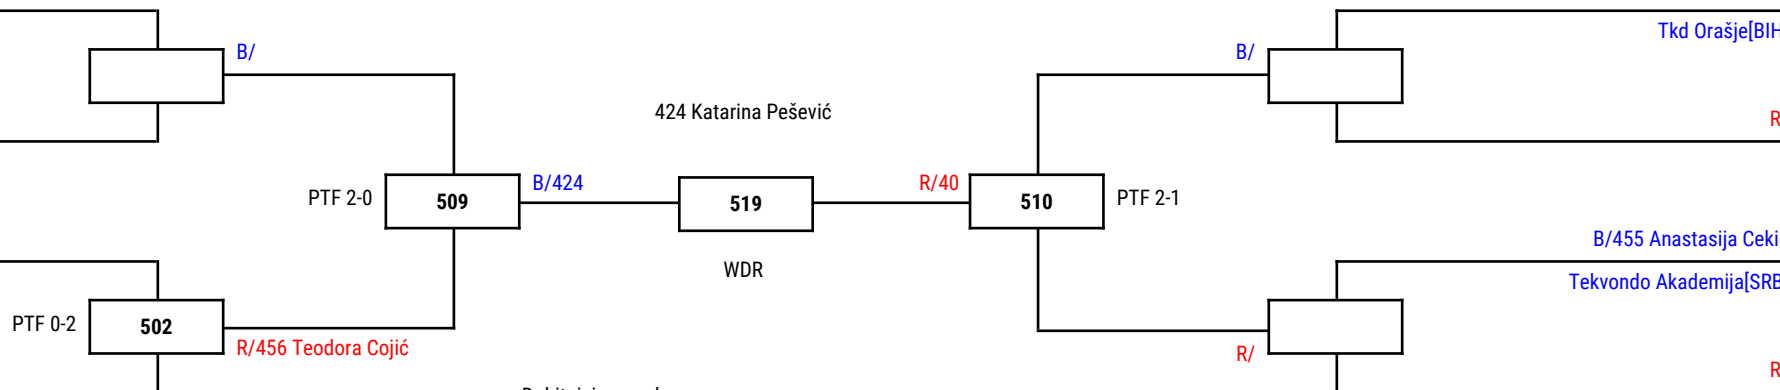 Tkd Orašje[BIH
B/
B/
424 Katarina Pešević
R
PTF 2-0
509
B/424
519
R/40
510
PTF 2-1
B/455 Anastasija Ceki
WDR
Tekvondo Akademija[SRB
PTF 0-2
502
R/456 Teodora Cojić
R/
R